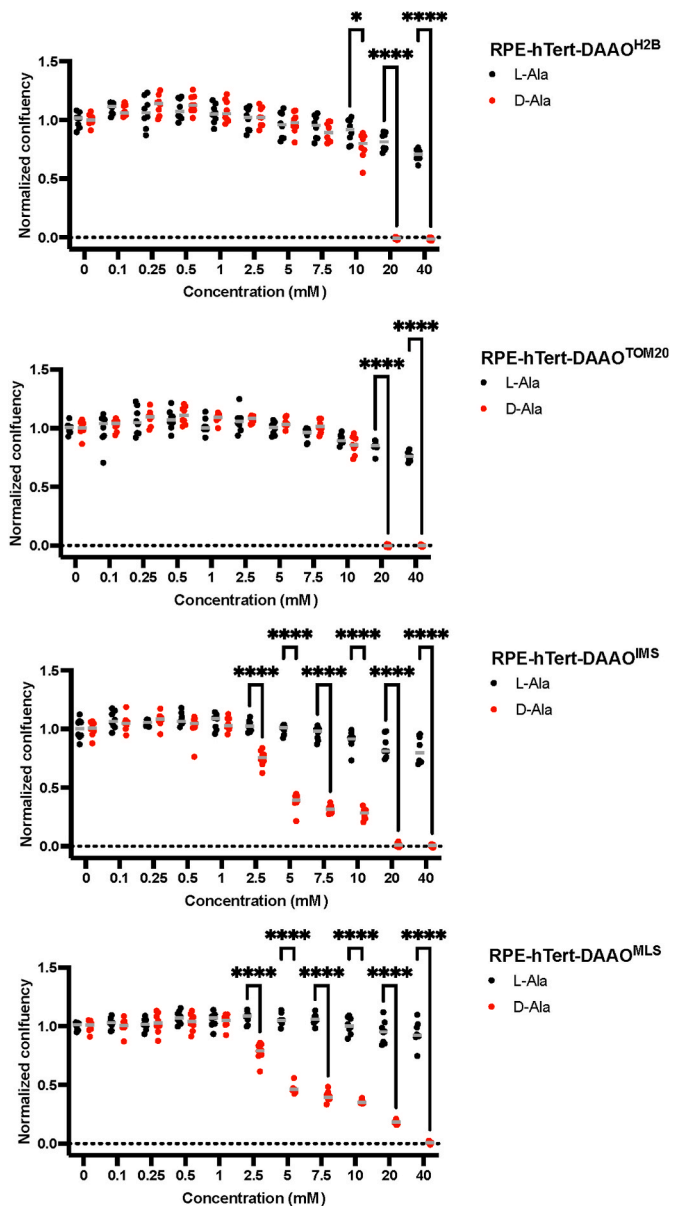 * **** ****
RPE-hTert-DAAO^H2B
L-Ala
D-Ala
Normalized confluency
1.5
1.0
0.5
0.0
0 0.1 0.25 0.5 1 2.5 5 7.5 10 20 40
Concentration (mM)
**** ****
RPE-hTert-DAAO^TOM20
L-Ala
D-Ala
Normalized confluency
1.5
1.0
0.5
0.0
0 0.1 0.25 0.5 1 2.5 5 7.5 10 20 40
Concentration (mM)
**** **** ****
**** **** ****
RPE-hTert-DAAO^IMS
L-Ala
D-Ala
Normalized confluency
1.5
1.0
0.5
0.0
0 0.1 0.25 0.5 1 2.5 5 7.5 10 20 40
Concentration (mM)
**** **** ****
**** **** ****
RPE-hTert-DAAO^MLS
L-Ala
D-Ala
Normalized confluency
1.5
1.0
0.5
0.0
0 0.1 0.25 0.5 1 2.5 5 7.5 10 20 40
Concentration (mM)